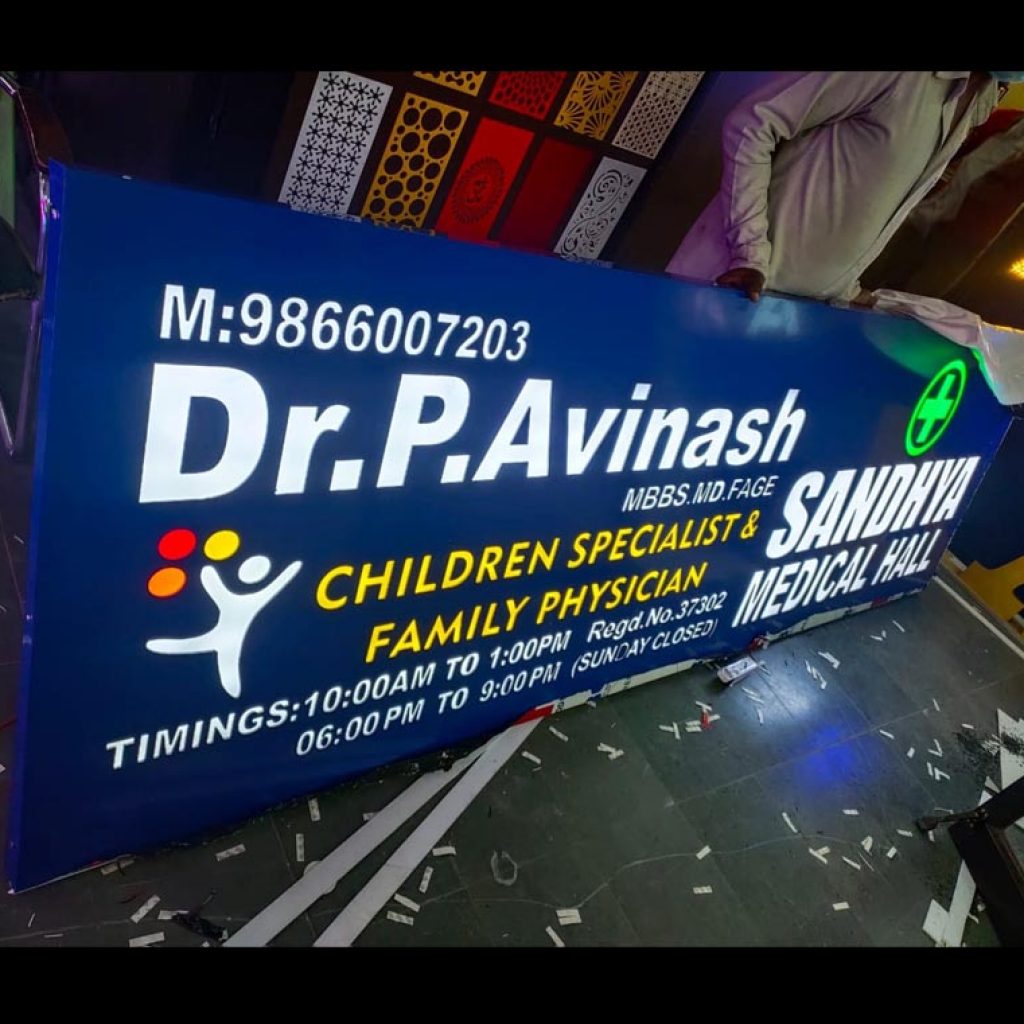 M:9866007203
Dr.P.Avinash
MBBS.MD.FAGE
CHILDREN SPECIALIST &
FAMILY PHYSICIAN
Regd.No.37302
TIMINGS:10:00AM TO 1:00PM
06:00PM TO 9:00PM (SUNDAY CLOSED)
SANDHYA
MEDICAL HALL